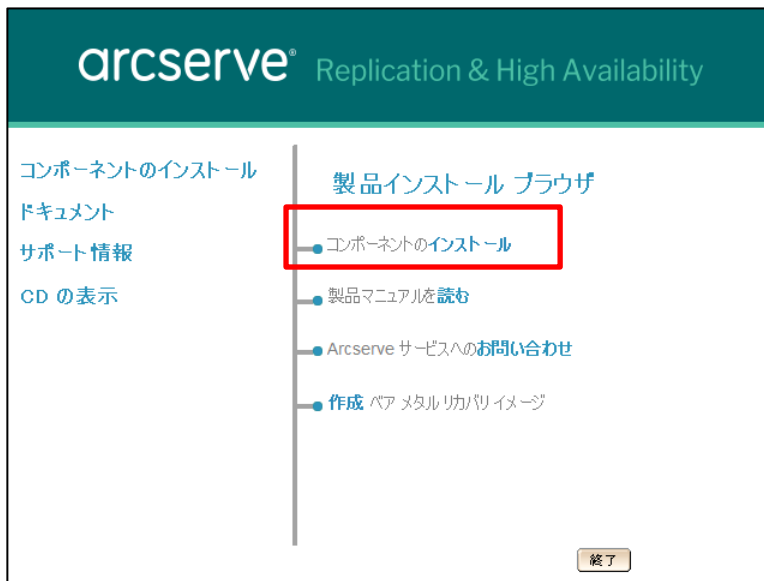 arcserve® Replication & High Availability
コンポーネントのインストール
ドキュメント
サポート情報
CD の表示
製品インストール ブラウザ
コンポーネントのインストール
製品マニュアルを読む
Arcserve サービスへのお問い合わせ
作成 ベア メタル リカバリ イメージ
終了